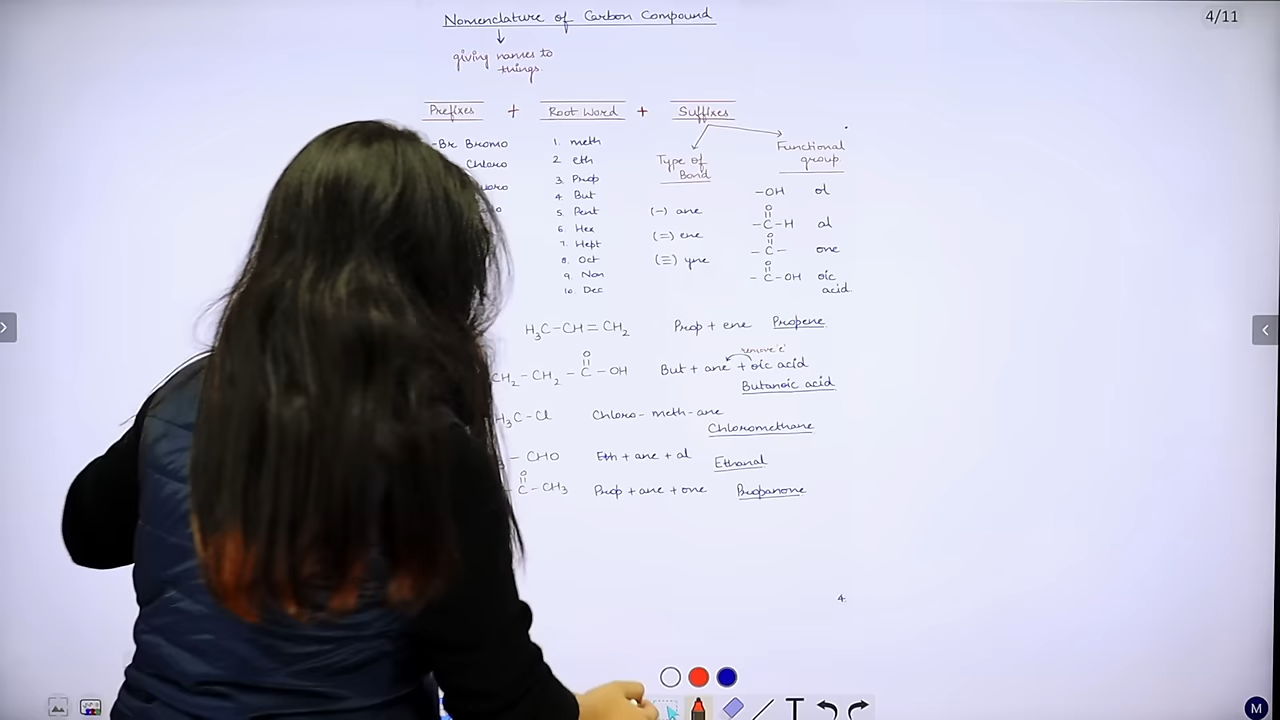 Nomenclature of Carbon Compound
4/11
giving names to
things.
Prefixes + Root Word + Suffixes
-Br Bromo
Chloro
1. meth
2 eth
3. Prop
4. But
5. Pent
6. Hex
7. Hept
8. Oct
9. Non
10. Dec
Type of
Bond
(-) ane
(=) ene
(≡) yne
Functional
group.
-OH ol
O
||
-C-H al
O
||
-C- one
O
||
-C-OH oic
acid
H₃C-CH=CH₂ Prop + ene Propene
remove 'e'
O
||
CH₂-CH₂-C-OH But + ane + oic acid
Butanoic acid
H₃C-Cl Chloro-meth-ane
Chloromethane
-CHO Eth + ane + al Ethanal
O
||
-C-CH₃ Prop + ane + one Propanone
4.
T
M